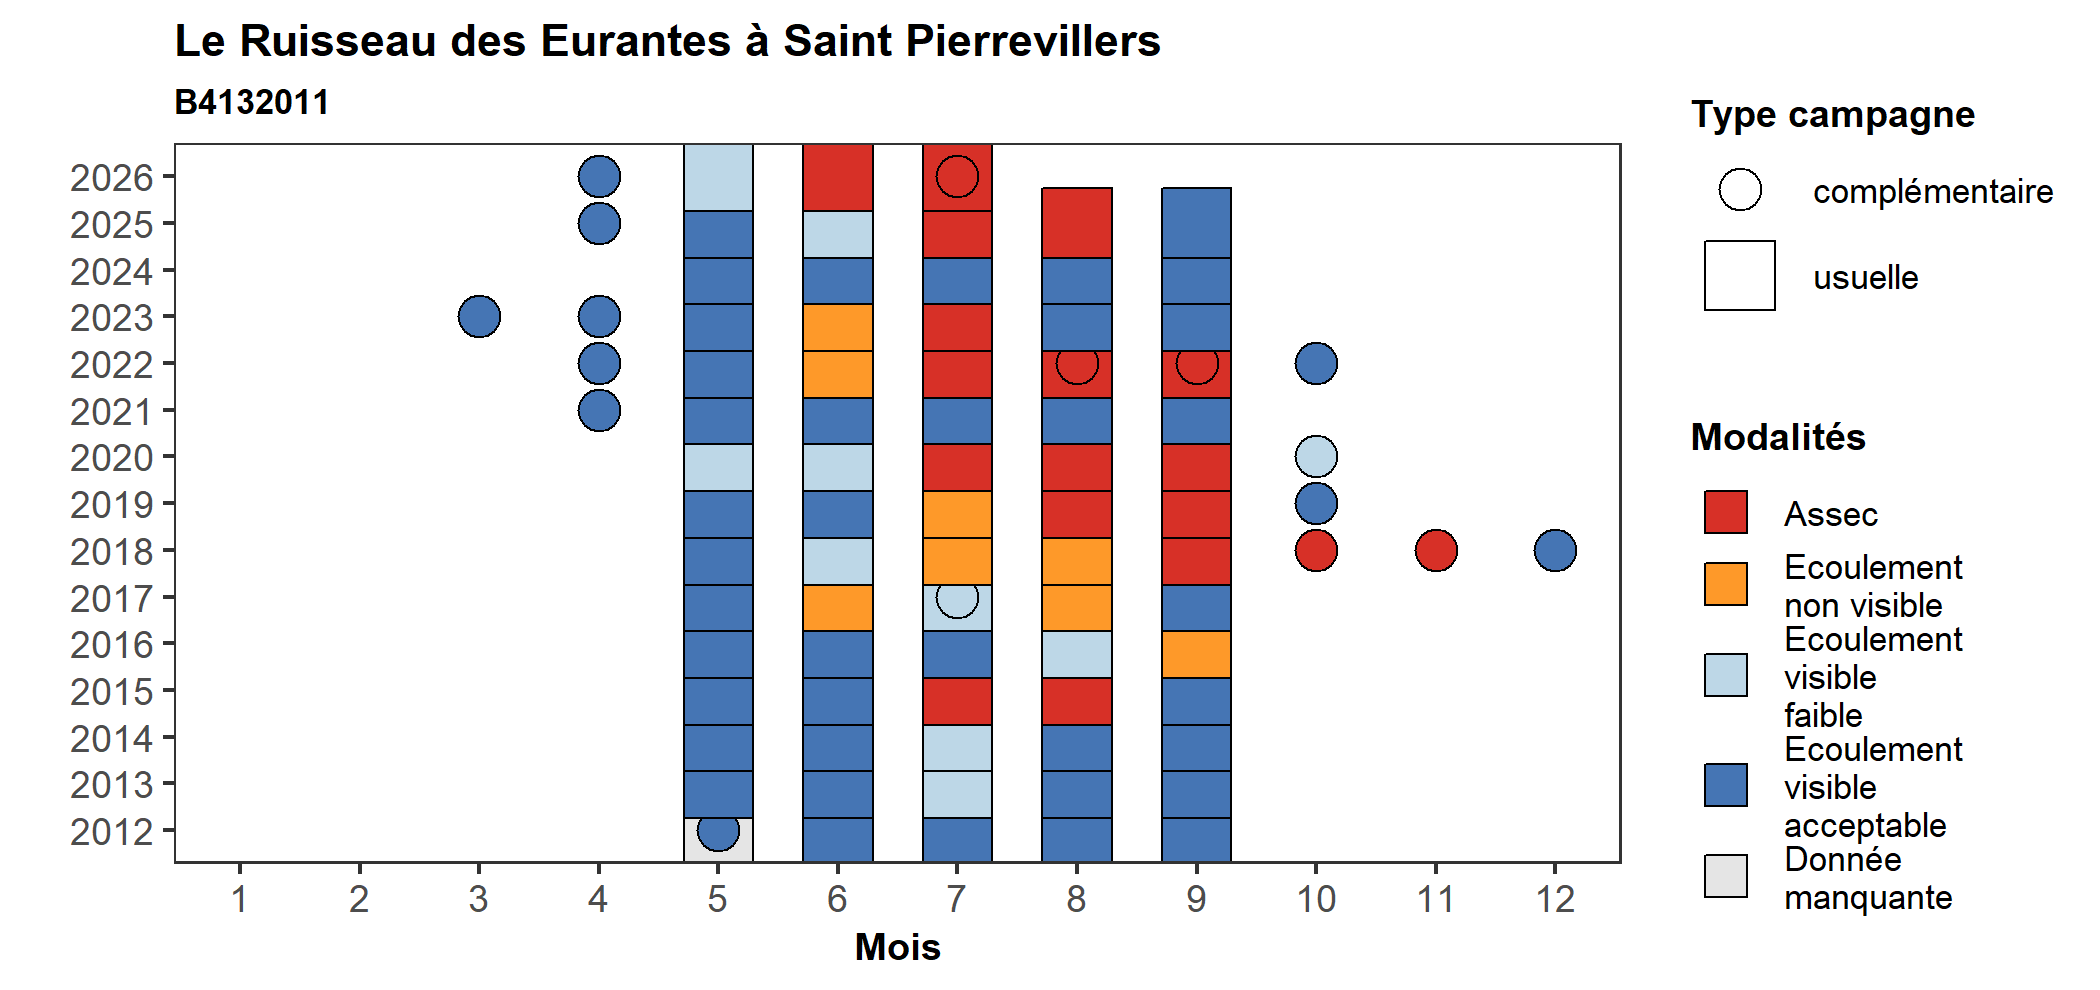 Le Ruisseau des Eurantes à Saint Pierrevillers
B4132011
2026
2025
2024
2023
2022
2021
2020
2019
2018
2017
2016
2015
2014
2013
2012
1 2 3 4 5 6 7 8 9 10 11 12
Mois
Type campagne
complémentaire
usuelle
Modalités
Assec
Ecoulement
non visible
Ecoulement
visible
faible
Ecoulement
visible
acceptable
Donnée
manquante